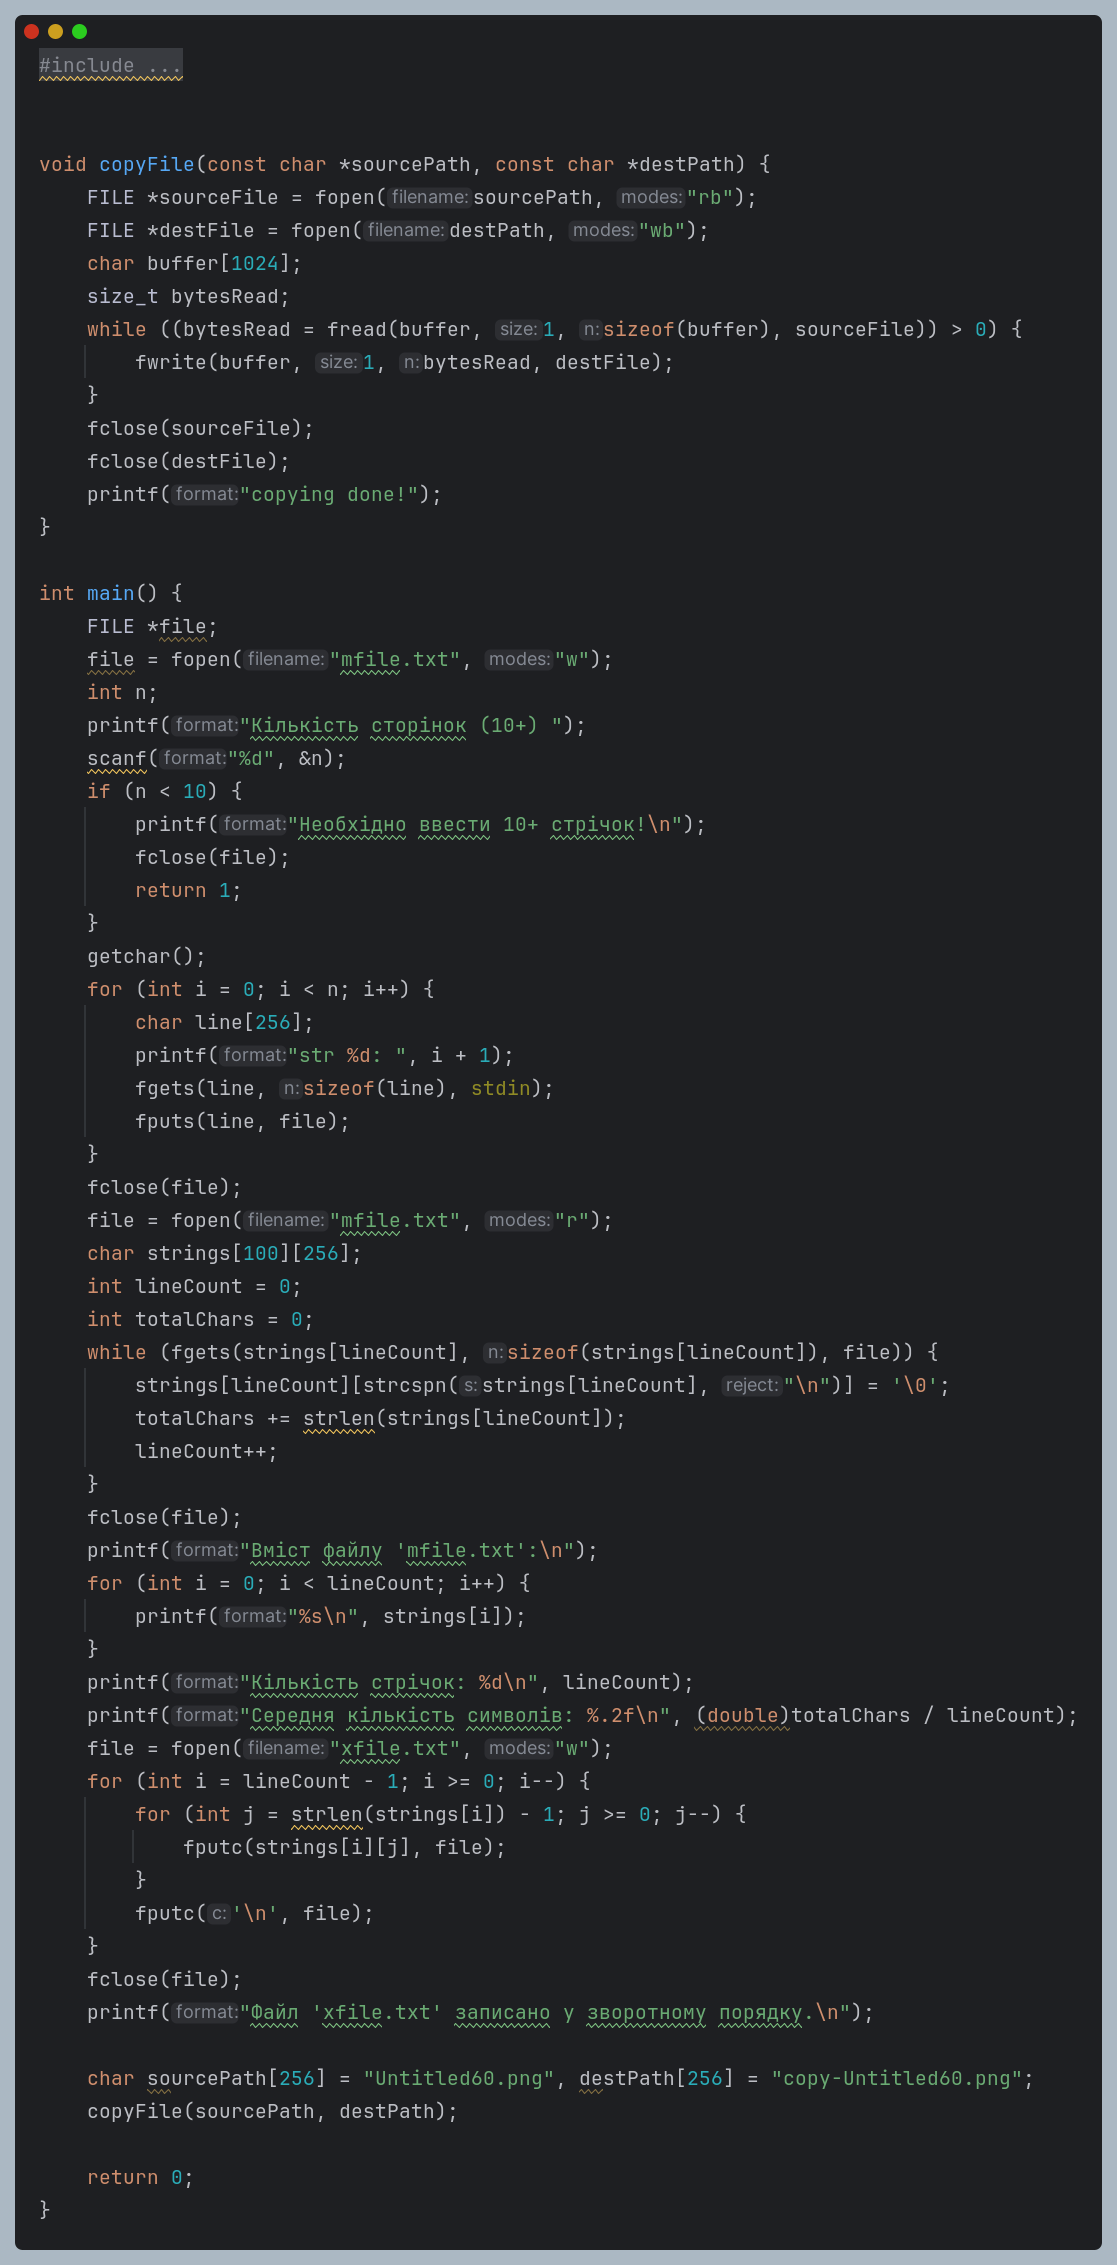 #include ...
void copyFile(const char *sourcePath, const char *destPath) {
FILE *sourceFile = fopen(filename: sourcePath, modes: "rb");
FILE *destFile = fopen(filename: destPath, modes: "wb");
char buffer[1024];
size_t bytesRead;
while ((bytesRead = fread(buffer, size: 1, n: sizeof(buffer), sourceFile)) > 0) {
fwrite(buffer, size: 1, n: bytesRead, destFile);
}
fclose(sourceFile);
fclose(destFile);
printf(format: "copying done!");
}
int main() {
FILE *file;
file = fopen(filename: "mfile.txt", modes: "w");
int n;
printf(format: "Кількість сторінок (10+) ");
scanf(format: "%d", &n);
if (n < 10) {
printf(format: "Необхідно ввести 10+ стрічок!\n");
fclose(file);
return 1;
}
getchar();
for (int i = 0; i < n; i++) {
char line[256];
printf(format: "str %d: ", i + 1);
fgets(line, n: sizeof(line), stdin);
fputs(line, file);
}
fclose(file);
file = fopen(filename: "mfile.txt", modes: "r");
char strings[100][256];
int lineCount = 0;
int totalChars = 0;
while (fgets(strings[lineCount], n: sizeof(strings[lineCount]), file)) {
strings[lineCount][strcspn(s: strings[lineCount], reject: "\n")] = '\0';
totalChars += strlen(strings[lineCount]);
lineCount++;
}
fclose(file);
printf(format: "Вміст файлу 'mfile.txt':\n");
for (int i = 0; i < lineCount; i++) {
printf(format: "%s\n", strings[i]);
}
printf(format: "Кількість стрічок: %d\n", lineCount);
printf(format: "Середня кількість символів: %.2f\n", (double)totalChars / lineCount);
file = fopen(filename: "xfile.txt", modes: "w");
for (int i = lineCount - 1; i >= 0; i--) {
for (int j = strlen(strings[i]) - 1; j >= 0; j--) {
fputc(strings[i][j], file);
}
fputc(c: '\n', file);
}
fclose(file);
printf(format: "Файл 'xfile.txt' записано у зворотному порядку.\n");
char sourcePath[256] = "Untitled60.png", destPath[256] = "copy-Untitled60.png";
copyFile(sourcePath, destPath);
return 0;
}